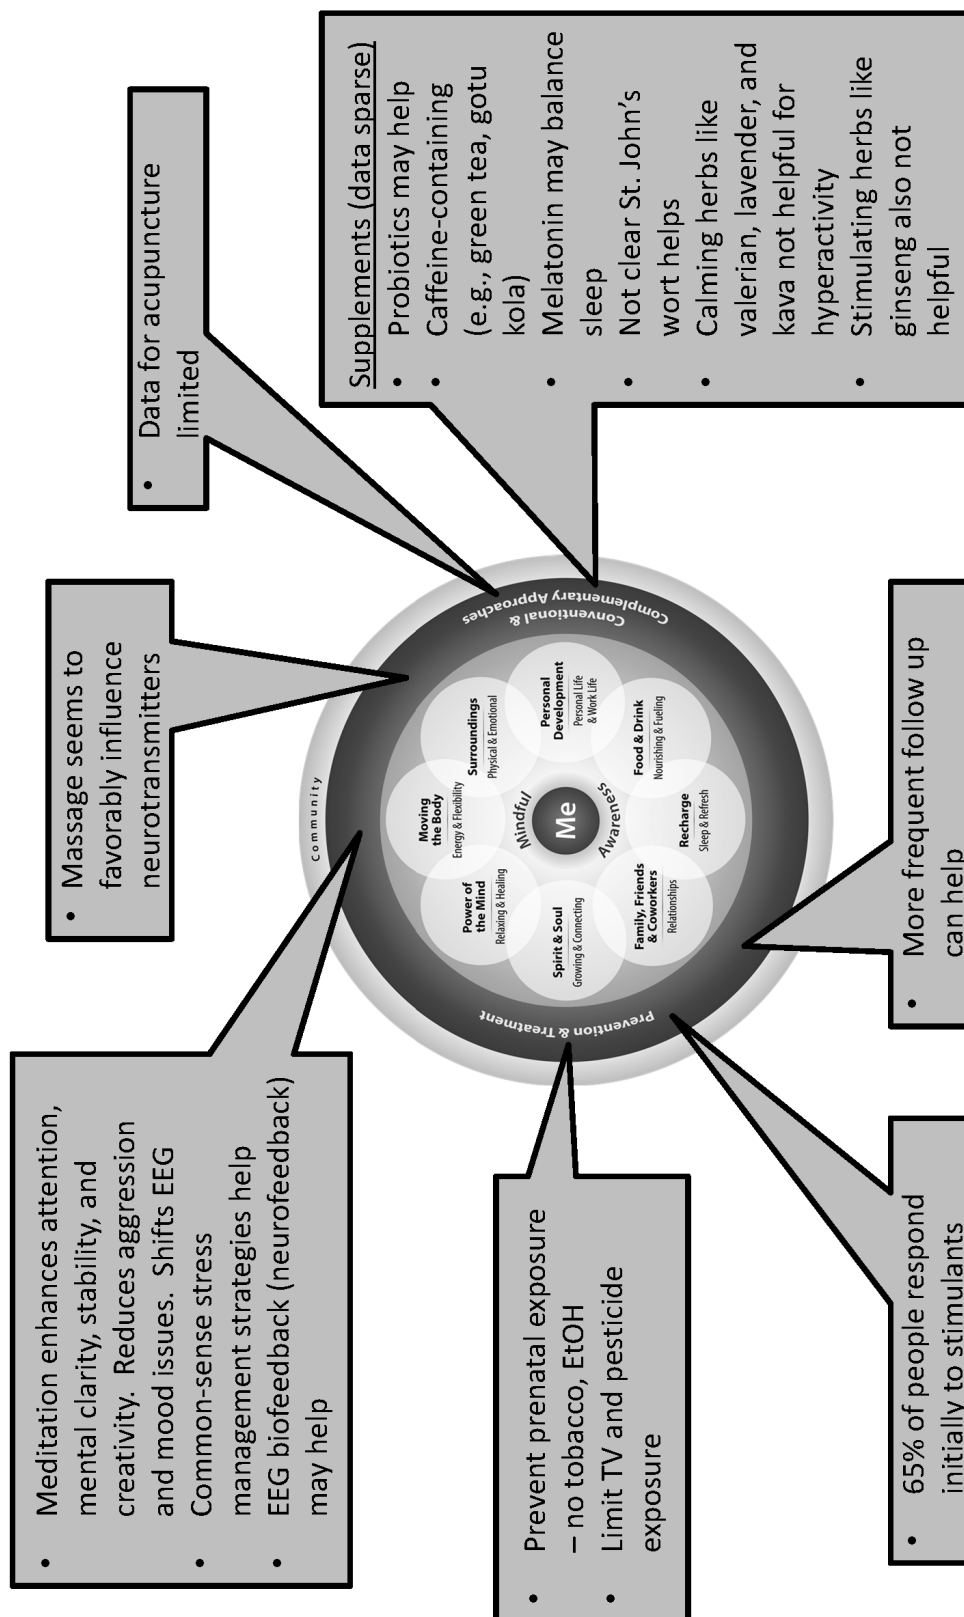 • Meditation enhances attention,
mental clarity, stability, and
creativity. Reduces aggression
and mood issues. Shifts EEG
• Common-sense stress
management strategies help
• EEG biofeedback (neurofeedback)
may help
• Massage seems to
favorably influence
neurotransmitters
• Data for acupuncture
limited
Supplements (data sparse)
• Probiotics may help
• Caffeine-containing
(e.g., green tea, gotu
kola)
• Melatonin may balance
sleep
• Not clear St. John's
wort helps
• Calming herbs like
valerian, lavender, and
kava not helpful for
hyperactivity
• Stimulating herbs like
ginseng also not
helpful
• Prevent prenatal exposure
– no tobacco, EtOH
• Limit TV and pesticide
exposure
• 65% of people respond
initially to stimulants
• More frequent follow up
can help
Community
Prevention & Treatment
Conventional &
Complementary Approaches
Moving
the Body
Energy & Flexibility
Surroundings
Physical & Emotional
Personal
Development
Personal Life
& Work Life
Food & Drink
Nourishing & Fueling
Recharge
Sleep & Refresh
Family, Friends
& Coworkers
Relationships
Spirit & Soul
Growing & Connecting
Power of
the Mind
Relaxing & Healing
Mindful
Awareness
Me